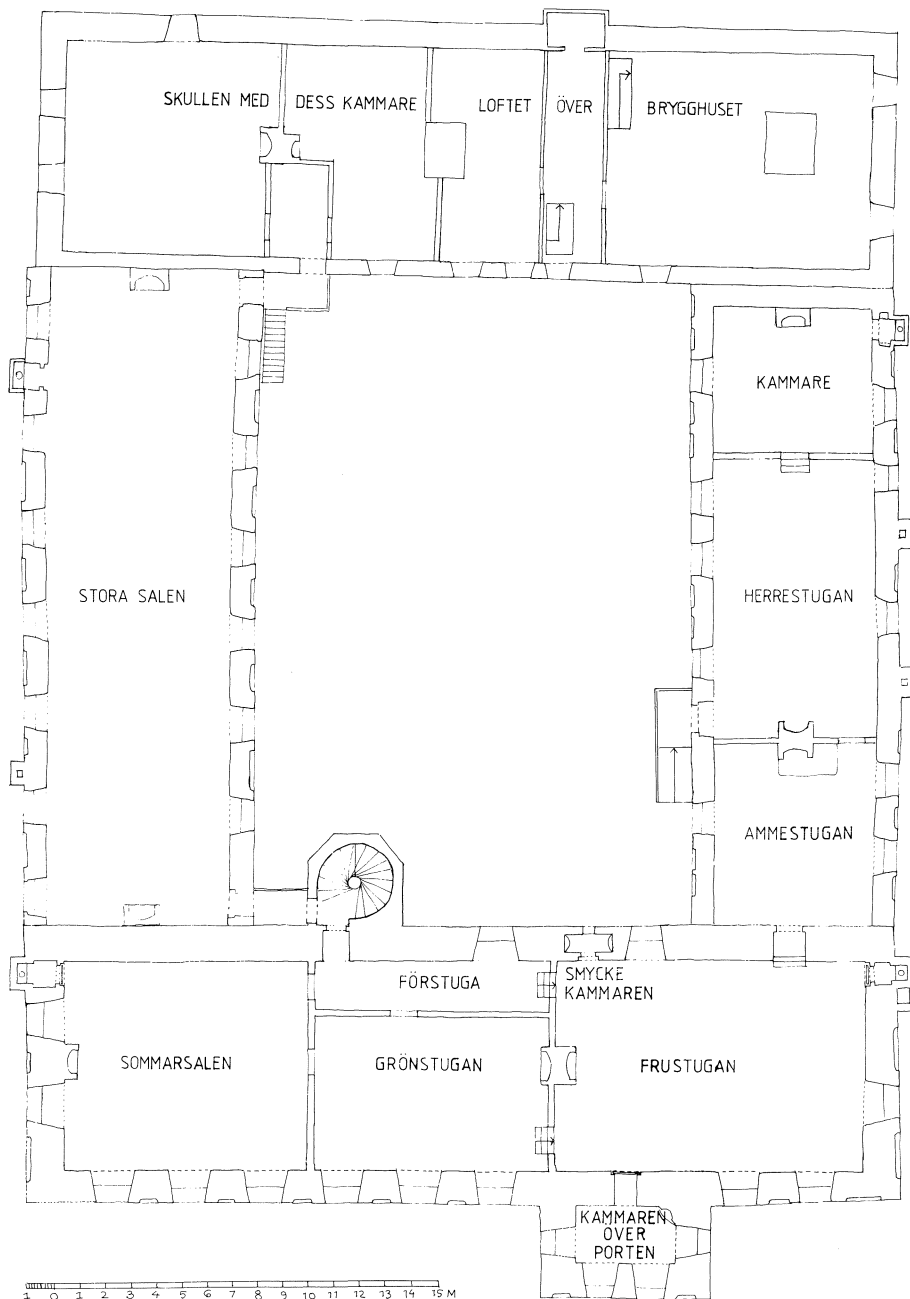 SKULLEN MED DESS KAMMARE LOFTET ÖVER BRYGGHUSET
KAMMARE
STORA SALEN
HERRESTUGAN
AMMESTUGAN
FÖRSTUGA
SMYCKE
KAMMAREN
SOMMARSALEN
GRÖNSTUGAN
FRUSTUGAN
KAMMAREN
ÖVER
PORTEN
1 0 1 2 3 4 5 6 7 8 9 10 11 12 13 14 15 M